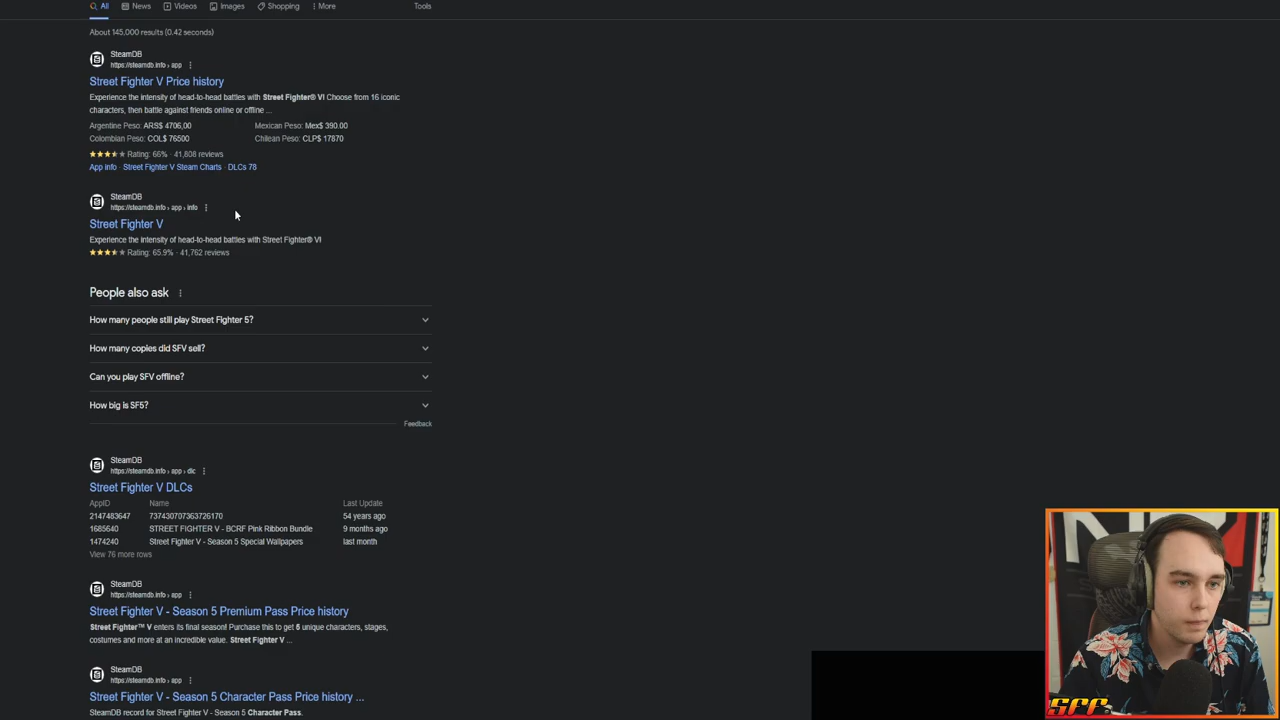 All News Videos Images Shopping More Tools
About 145,000 results (0.42 seconds)
SteamDB
https://steamdb.info › app
Street Fighter V Price history
Experience the intensity of head-to-head battles with Street Fighter® V! Choose from 16 iconic
characters, then battle against friends online or offline ...
Argentine Peso: ARS$ 4706,00 Mexican Peso: Mex$ 390.00
Colombian Peso: COL$ 76500 Chilean Peso: CLP$ 17870
Rating: 66% · 41,808 reviews
App info · Street Fighter V Steam Charts · DLCs 78
SteamDB
https://steamdb.info › app › info
Street Fighter V
Experience the intensity of head-to-head battles with Street Fighter® V!
Rating: 65.9% · 41,762 reviews
People also ask
How many people still play Street Fighter 5?
How many copies did SFV sell?
Can you play SFV offline?
How big is SF5?
Feedback
SteamDB
https://steamdb.info › app › dlc
Street Fighter V DLCs
AppID Name Last Update
2147483647 737430707363726170 54 years ago
1685640 STREET FIGHTER V - BCRF Pink Ribbon Bundle 9 months ago
1474240 Street Fighter V - Season 5 Special Wallpapers last month
View 76 more rows
SteamDB
https://steamdb.info › app
Street Fighter V - Season 5 Premium Pass Price history
Street Fighter™ V enters its final season! Purchase this to get 6 unique characters, stages,
costumes and more at an incredible value. Street Fighter V ...
SteamDB
https://steamdb.info › app
Street Fighter V - Season 5 Character Pass Price history ...
SteamDB record for Street Fighter V - Season 5 Character Pass.
SFF